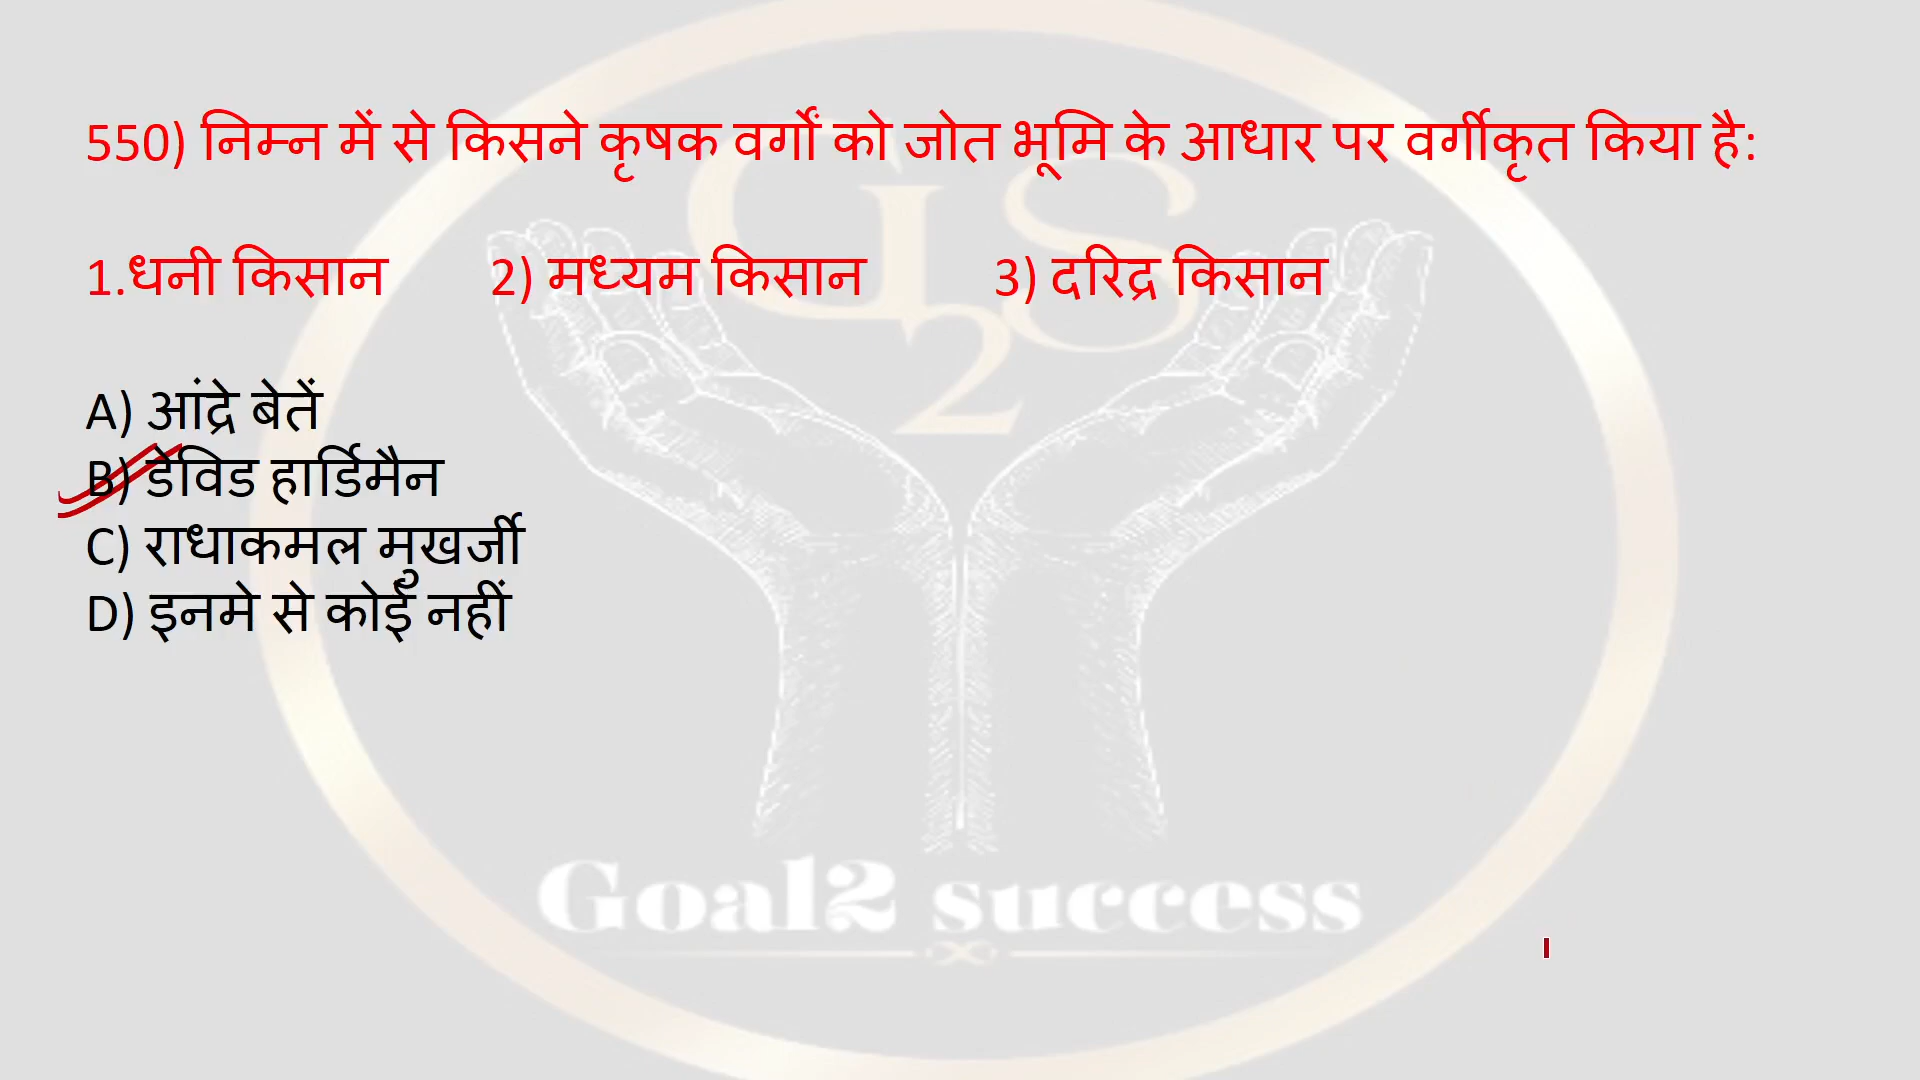 550) निम्न में से किसने कृषक वर्गों को जोत भूमि के आधार पर वर्गीकृत किया है:
1.धनी किसान 2) मध्यम किसान 3) दरिद्र किसान
A) आंद्रे बेतें
B) डेविड हार्डिमैन
C) राधाकमल मुखर्जी
D) इनमे से कोई नहीं
G2S
Goal2 success